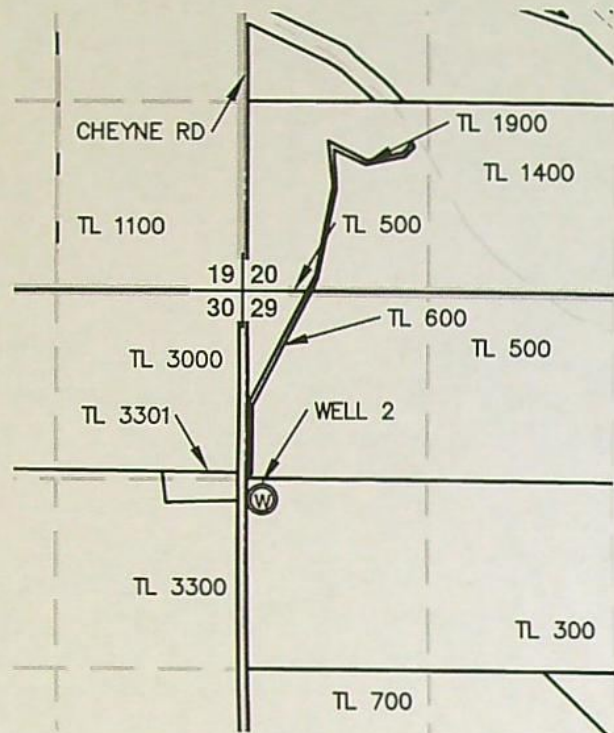 CHEYNE RD
TL 1900
TL 1400
TL 1100
TL 500
19 20
30 29
TL 600
TL 3000
TL 500
TL 3301
WELL 2
W
TL 3300
TL 300
TL 700